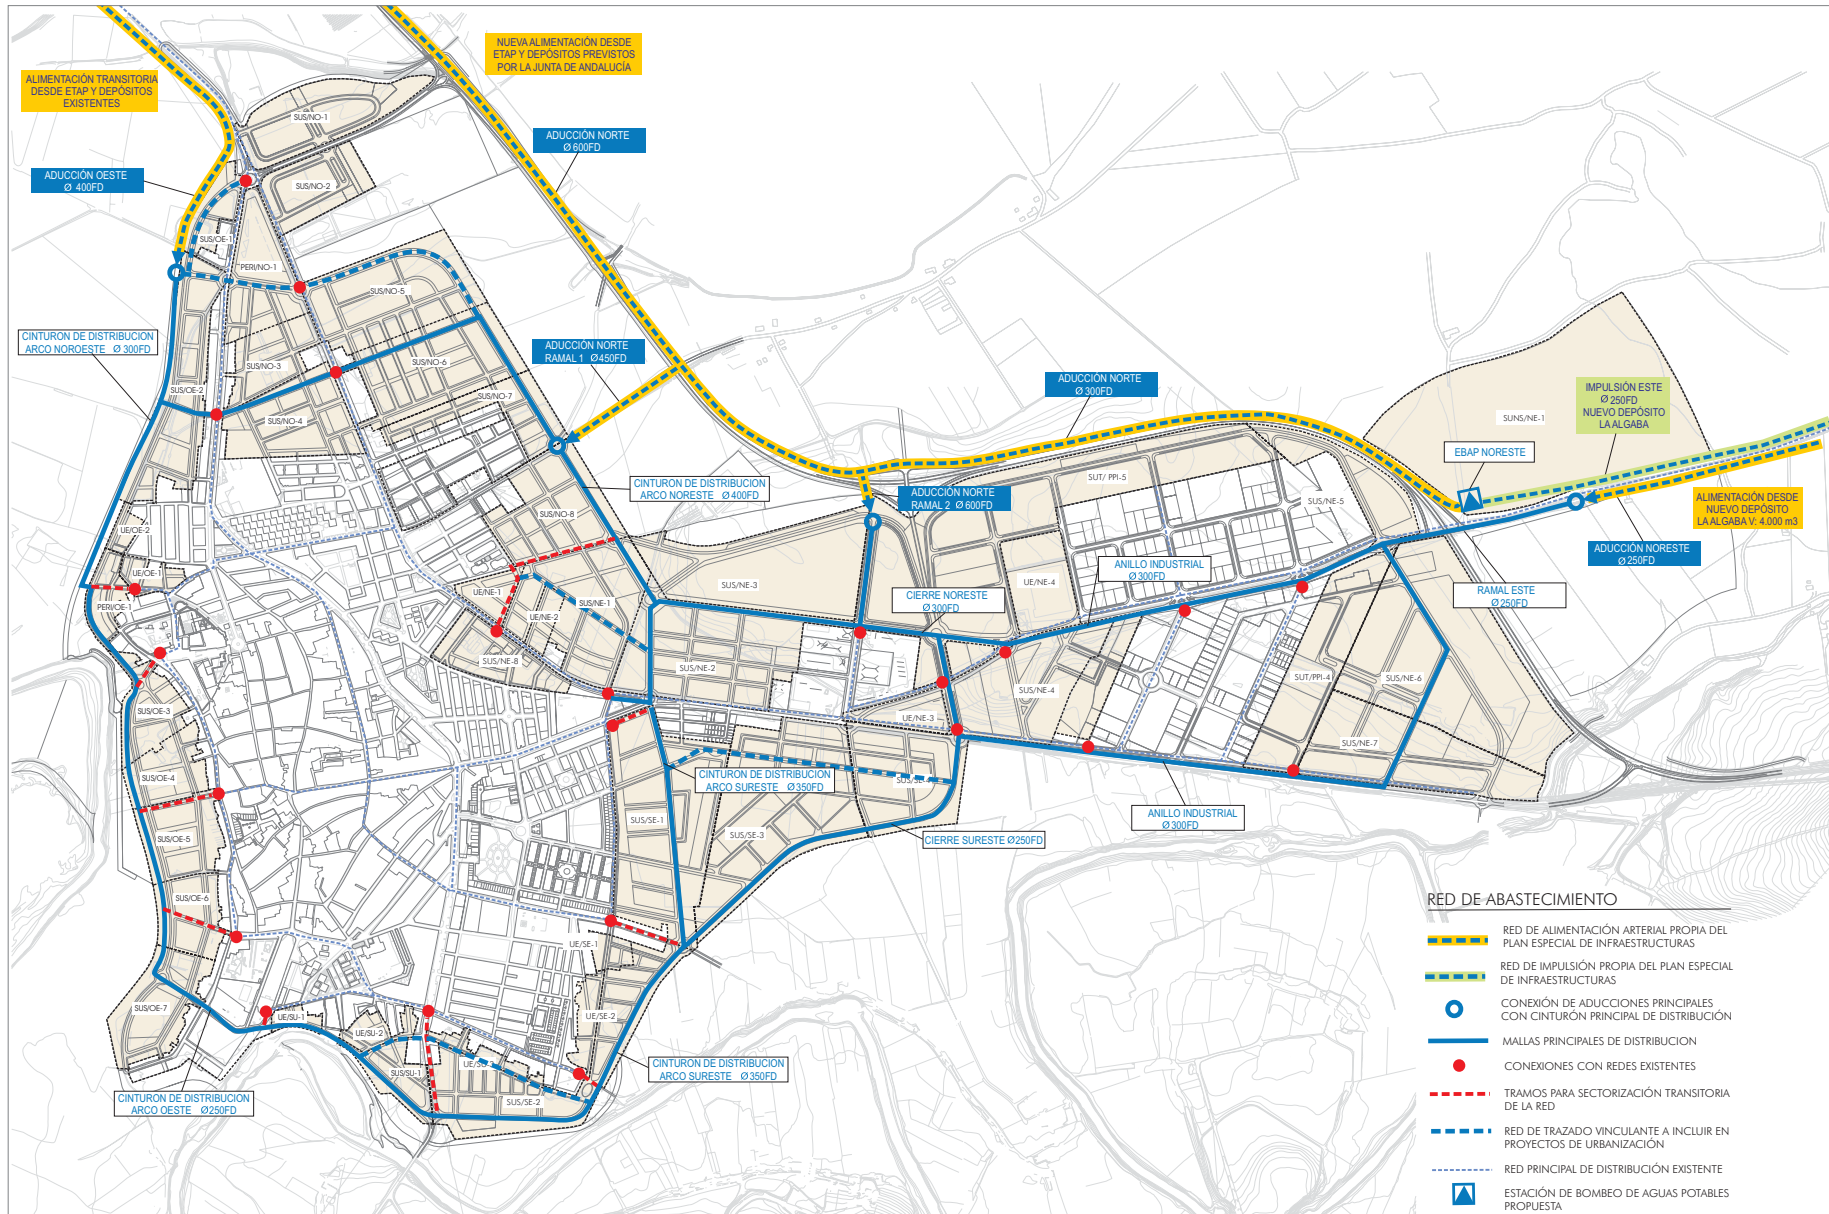 NUEVA ALIMENTACIÓN DESDE
ETAP Y DEPÓSITOS PREVISTOS
POR LA JUNTA DE ANDALUCÍA
ALIMENTACIÓN TRANSITORIA
DESDE ETAP Y DEPÓSITOS
EXISTENTES
SUS/NO-1
ADUCCIÓN NORTE
Ø 600FD
ADUCCIÓN OESTE
Ø 400FD
SUS/NO-2
SUS/OE-1
PERI/NO-1
SUS/NO-5
CINTURON DE DISTRIBUCION
ARCO NOROESTE Ø 300FD
ADUCCIÓN NORTE
RAMAL 1 Ø450FD
SUS/NO-6
SUS/NO-3
SUS/OE-2
SUS/NO-7
SUS/NO-4
ADUCCIÓN NORTE
Ø 300FD
IMPULSIÓN ESTE
Ø 250FD
NUEVO DEPÓSITO
LA ALGABA
SUNS/NE-1
EBAP NORESTE
CINTURON DE DISTRIBUCION
ARCO NORESTE Ø 400FD
SUT/ PPI-5
ADUCCIÓN NORTE
RAMAL 2 Ø 600FD
SUS/NE-5
ALIMENTACIÓN DESDE
NUEVO DEPÓSITO
LA ALGABA V: 4.000 m3
SUS/NO-8
UE/OE-2
ADUCCIÓN NORESTE
Ø 250FD
UE/OE-1
ANILLO INDUSTRIAL
Ø 300FD
UE/NE-4
SUS/NE-3
UE/NE-1
CIERRE NORESTE
Ø 300FD
RAMAL ESTE
Ø 250FD
PERI/OE-1
SUS/NE-1
UE/NE-2
SUS/NE-8
SUS/NE-2
SUS/NE-4
SUT/PPI-4
SUS/NE-6
SUS/OE-3
UE/NE-3
SUS/NE-7
SUS/OE-4
CINTURON DE DISTRIBUCION
ARCO SURESTE Ø 350FD
ANILLO INDUSTRIAL
Ø 300FD
SUS/SE-1
SUS/SE-3
SUS/OE-5
CIERRE SURESTE Ø 250FD
SUS/OE-6
UE/SE-1
SUS/OE-7
UE/SU-1
UE/SU-2
UE/SE-2
SUS/SU-1
CINTURON DE DISTRIBUCION
ARCO SURESTE Ø 350FD
SUS/SE-2
CINTURON DE DISTRIBUCION
ARCO OESTE Ø 250FD
RED DE ABASTECIMIENTO
RED DE ALIMENTACIÓN ARTERIAL PROPIA DEL
PLAN ESPECIAL DE INFRAESTRUCTURAS
RED DE IMPULSIÓN PROPIA DEL PLAN ESPECIAL
DE INFRAESTRUCTURAS
CONEXIÓN DE ADUCCIONES PRINCIPALES
CON CINTURÓN PRINCIPAL DE DISTRIBUCIÓN
MALLAS PRINCIPALES DE DISTRIBUCION
CONEXIONES CON REDES EXISTENTES
TRAMOS PARA SECTORIZACIÓN TRANSITORIA
DE LA RED
RED DE TRAZADO VINCULANTE A INCLUIR EN
PROYECTOS DE URBANIZACIÓN
RED PRINCIPAL DE DISTRIBUCIÓN EXISTENTE
ESTACIÓN DE BOMBEO DE AGUAS POTABLES
PROPUESTA